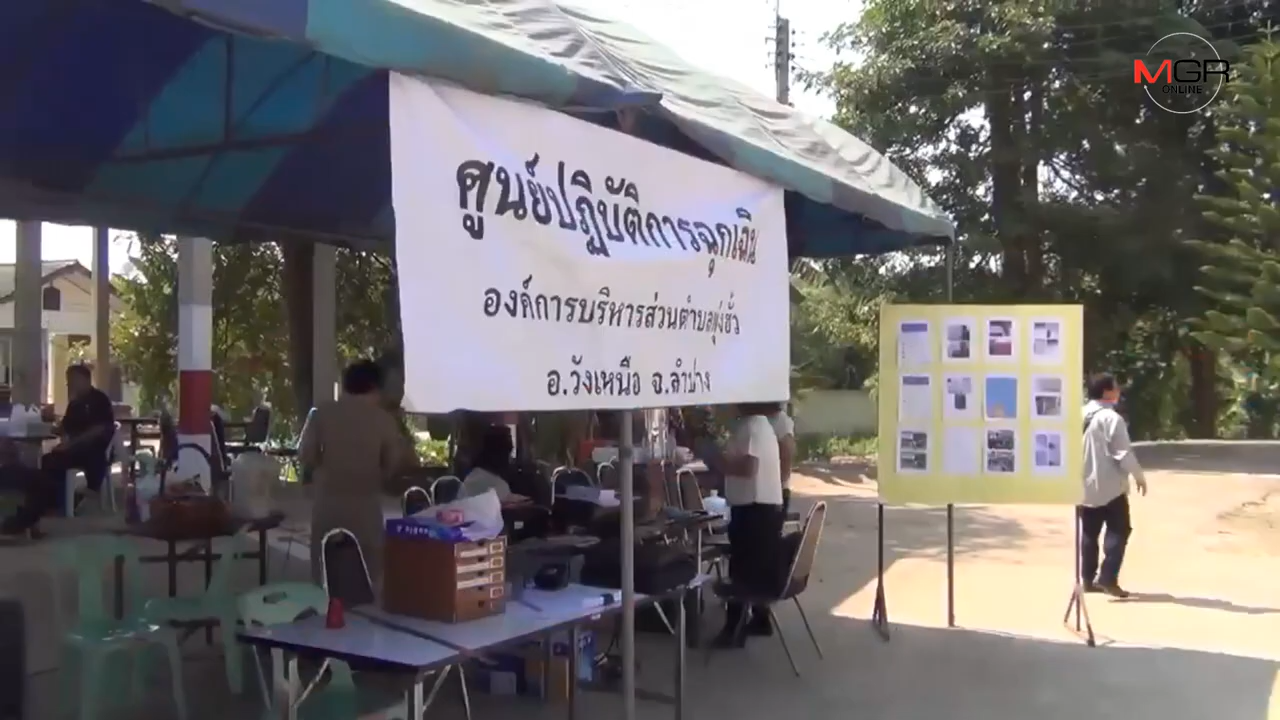 MGR
ONLINE
ศูนย์ปฏิบัติการฉุกเฉิน
องค์การบริหารส่วนตำบลทุ่งฮั้ว
อ.วังเหนือ จ.ลำปาง
Double A